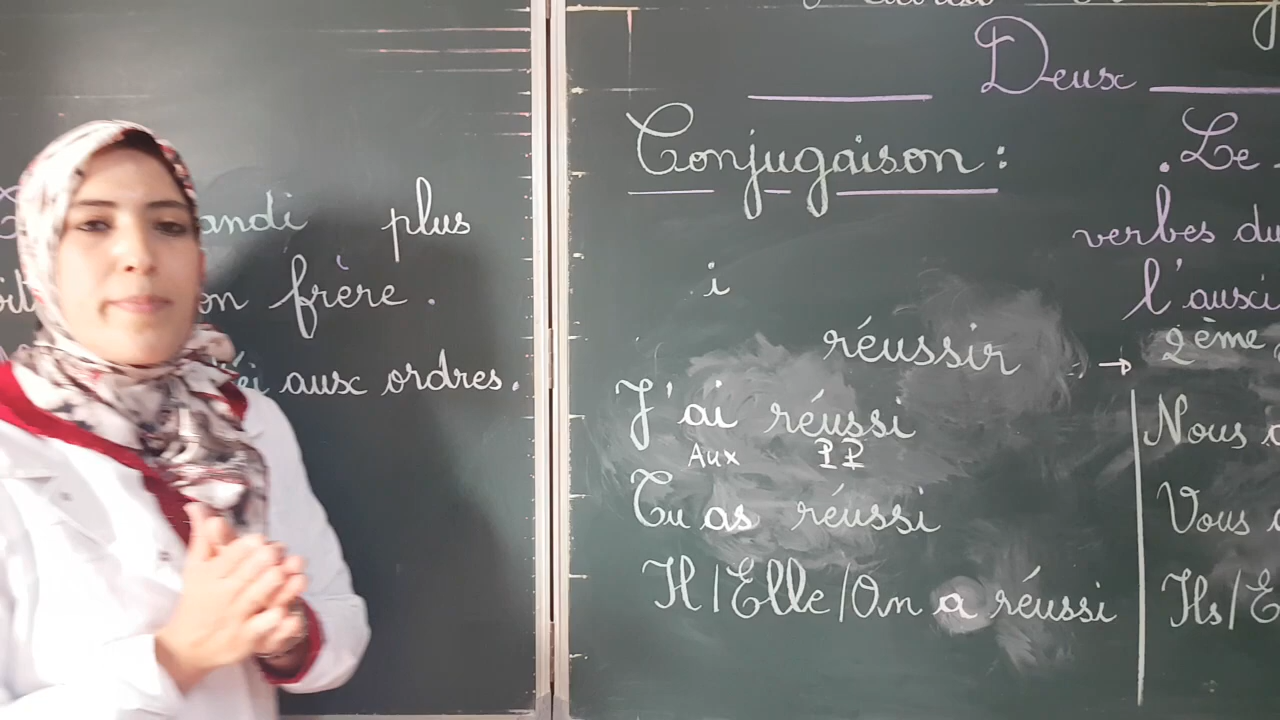 andi plus
on frère.
éi aux ordres.
Deux
Conjugaison : . Le
verbes du
l'auxi
i
réussir → 2ème
J'ai réussi
Aux PP
Tu as réussi
Il/Elle/On a réussi
Nous a
Vous a
Ils/E